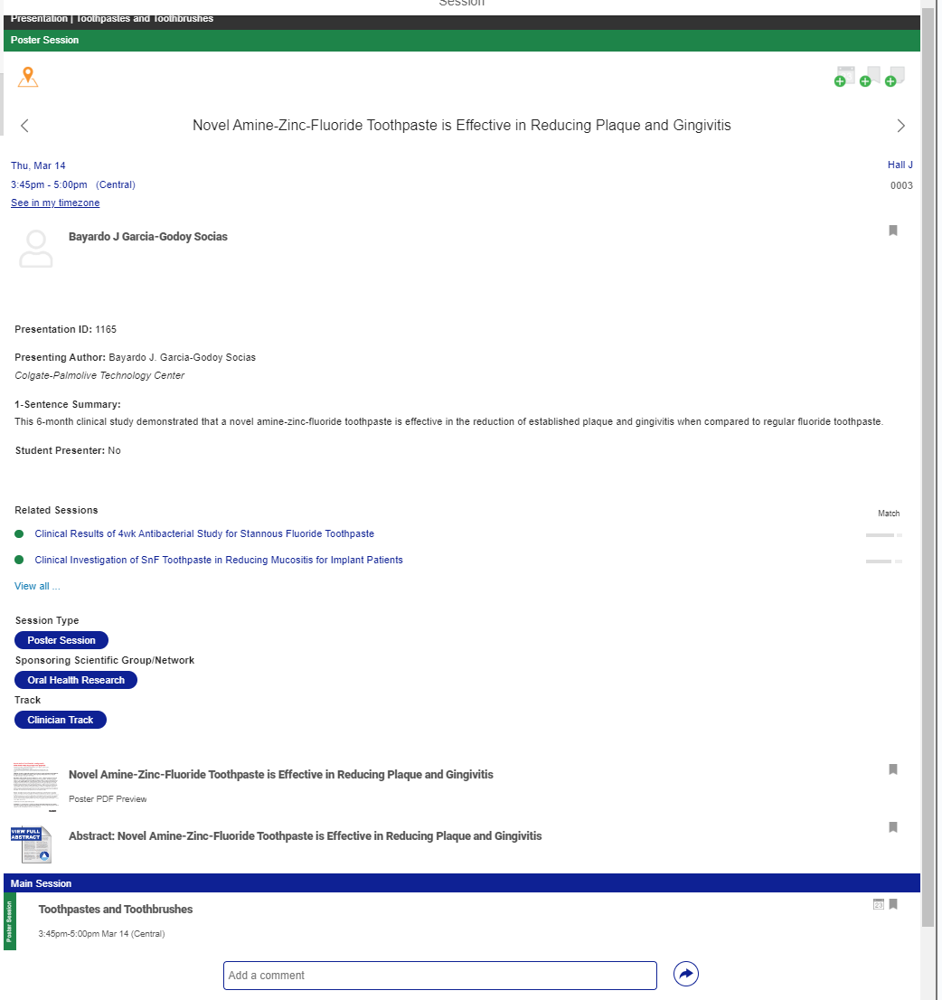 Session
Presentation | Toothpastes and Toothbrushes
Poster Session
Novel Amine-Zinc-Fluoride Toothpaste is Effective in Reducing Plaque and Gingivitis
Thu, Mar 14
Hall J
3:45pm - 5:00pm (Central)
0003
See in my timezone
Bayardo J Garcia-Godoy Socias
Presentation ID: 1165
Presenting Author: Bayardo J. Garcia-Godoy Socias
Colgate-Palmolive Technology Center
1-Sentence Summary:
This 6-month clinical study demonstrated that a novel amine-zinc-fluoride toothpaste is effective in the reduction of established plaque and gingivitis when compared to regular fluoride toothpaste.
Student Presenter: No
Related Sessions
Match
Clinical Results of 4wk Antibacterial Study for Stannous Fluoride Toothpaste
Clinical Investigation of SnF Toothpaste in Reducing Mucositis for Implant Patients
View all ...
Session Type
Poster Session
Sponsoring Scientific Group/Network
Oral Health Research
Track
Clinician Track
Novel Amine-Zinc-Fluoride Toothpaste is Effective in Reducing Plaque and Gingivitis
Poster PDF Preview
VIEW FULL
ABSTRACT
Abstract: Novel Amine-Zinc-Fluoride Toothpaste is Effective in Reducing Plaque and Gingivitis
Main Session
Poster Session
Toothpastes and Toothbrushes
23
3:45pm-5:00pm Mar 14 (Central)
Add a comment